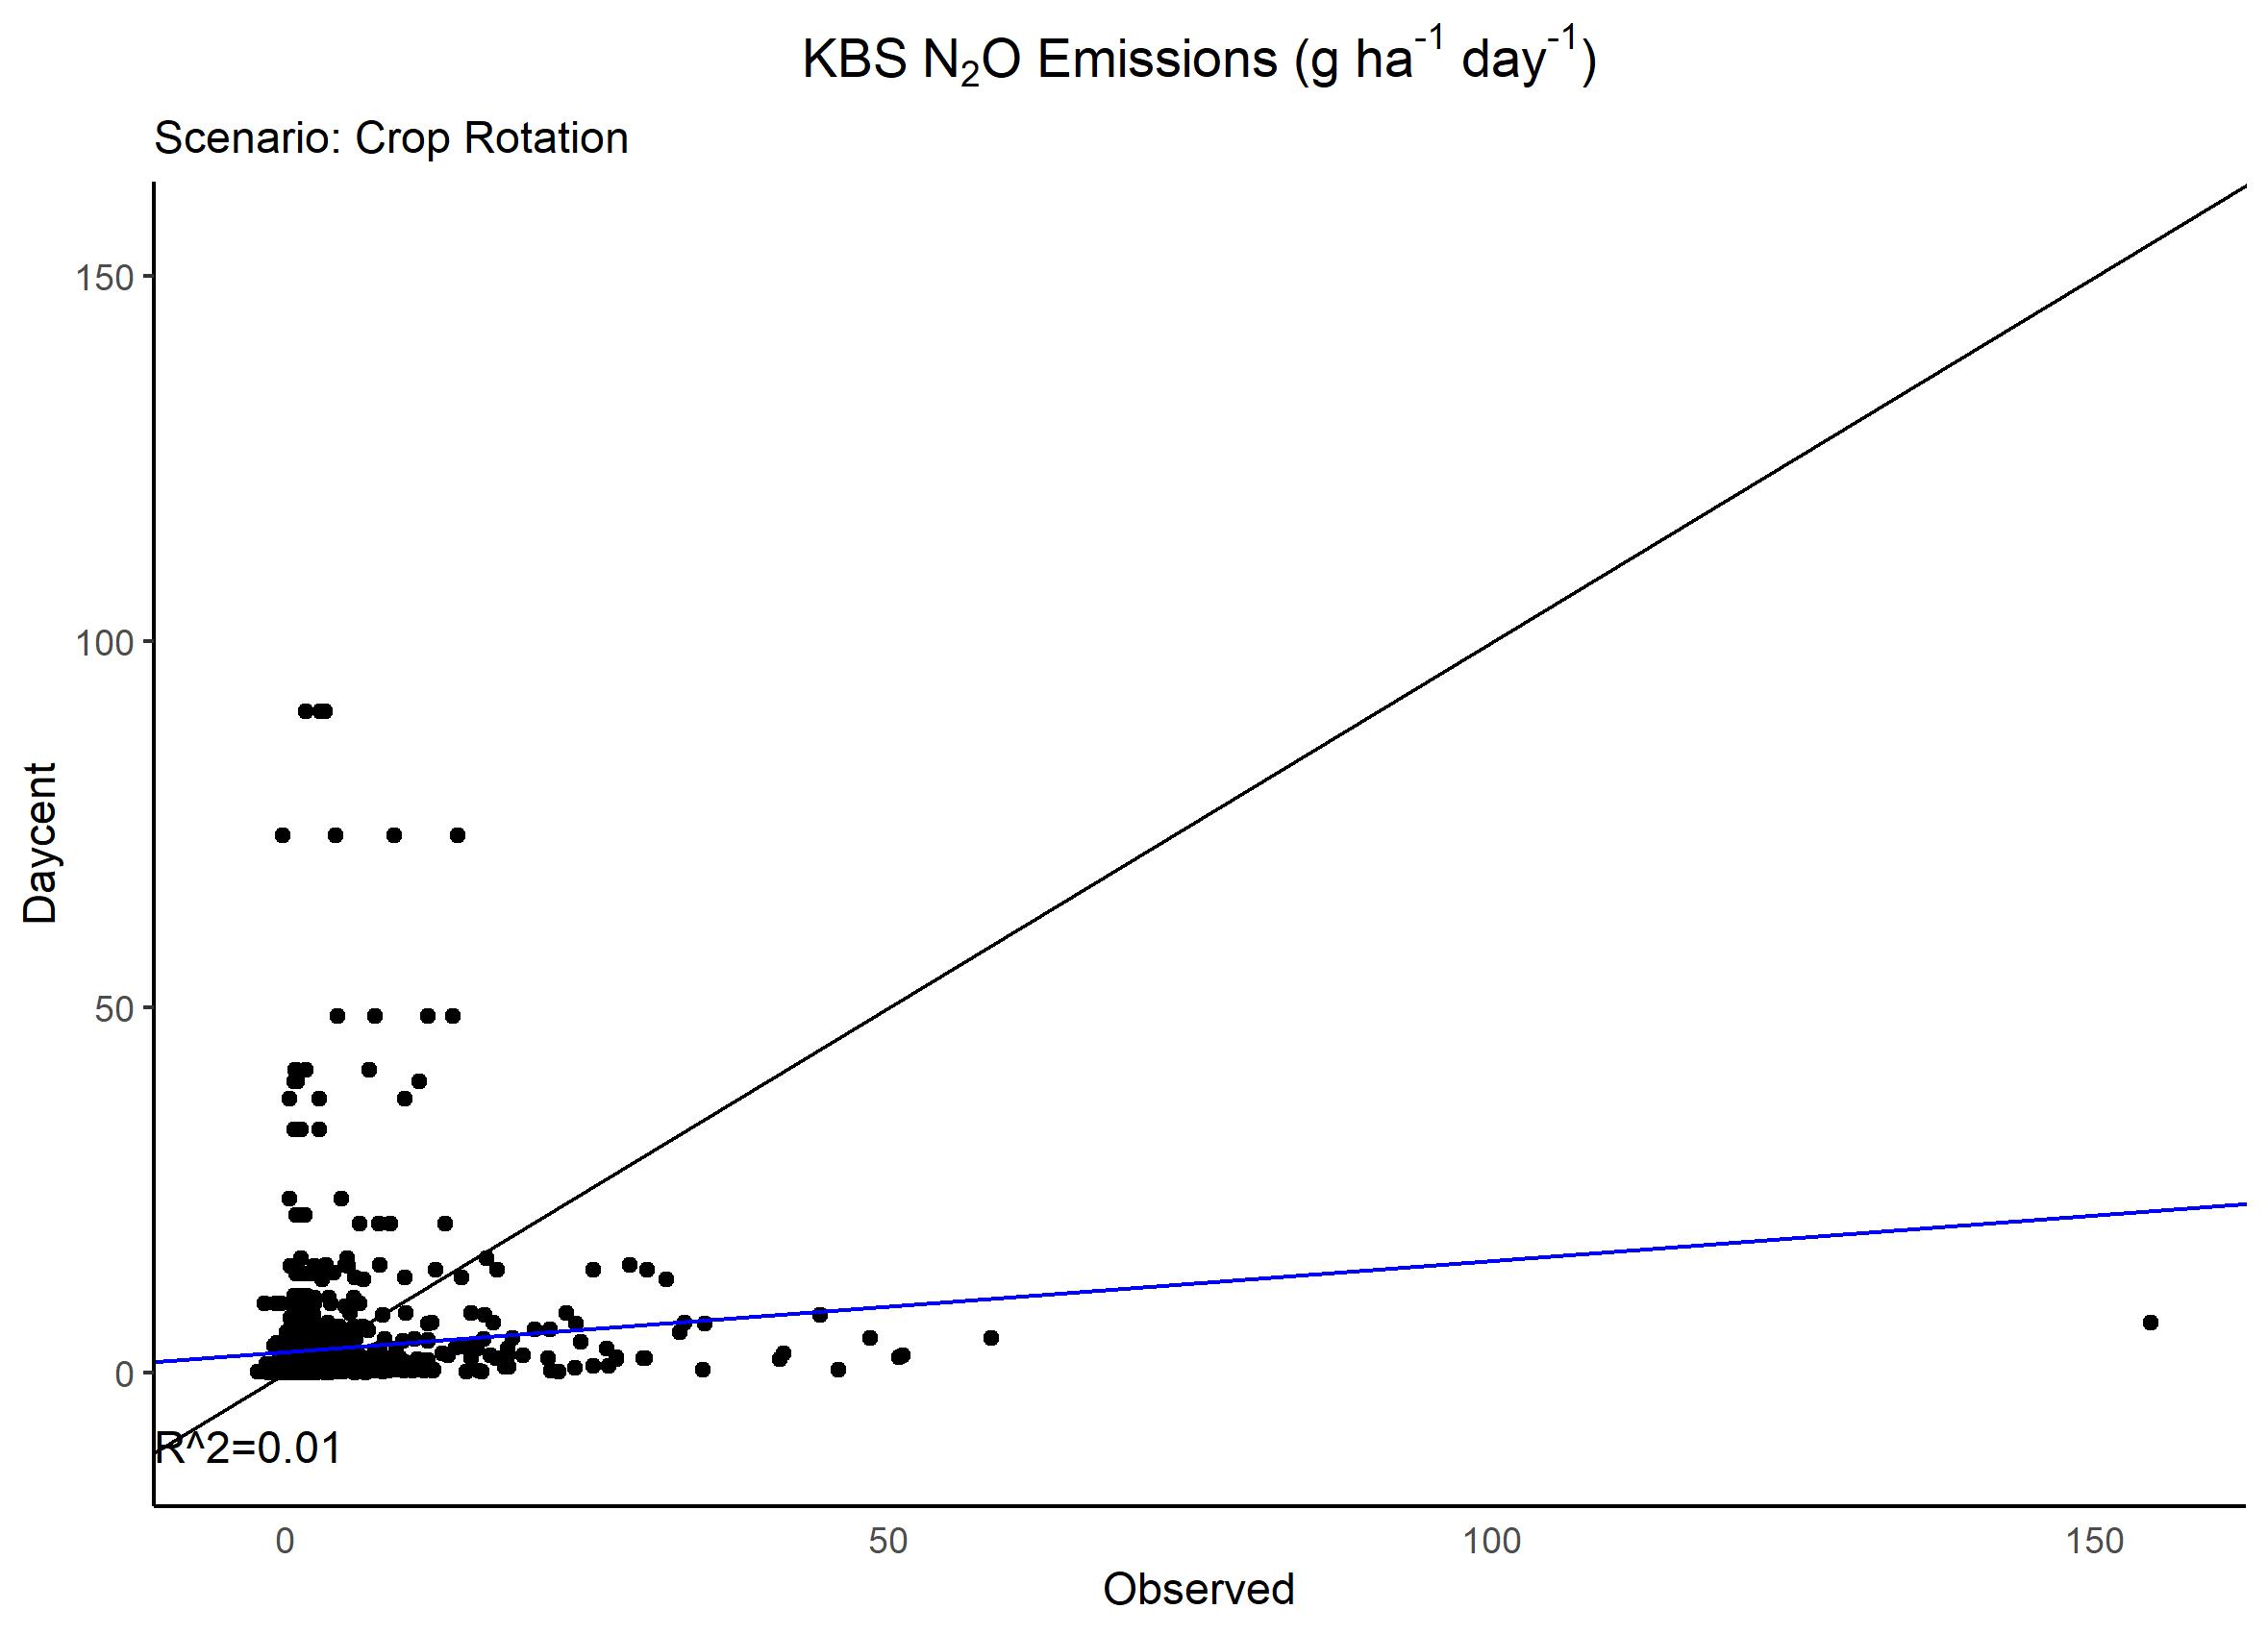 KBS N₂O Emissions (g ha⁻¹ day⁻¹)
Scenario: Crop Rotation
150
100
50
0
Daycent
R^2=0.01
0 50 100 150
Observed